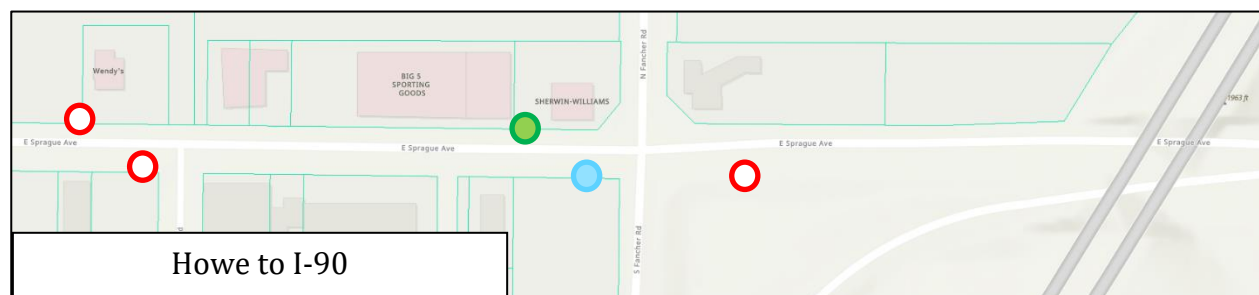 Wendy's
BIG 5
SPORTING
GOODS
SHERWIN-WILLIAMS
N Fancher Rd
1963 ft
E Sprague Ave
E Sprague Ave
E Sprague Ave
E Sprague Ave
S Fancher Rd
Howe to I-90